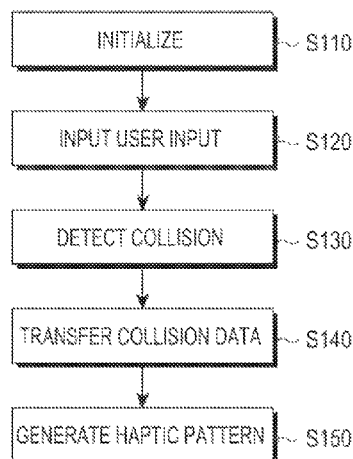 INITIALIZE S110
INPUT USER INPUT S120
DETECT COLLISION S130
TRANSFER COLLISION DATA S140
GENERATE HAPTIC PATTERN S150